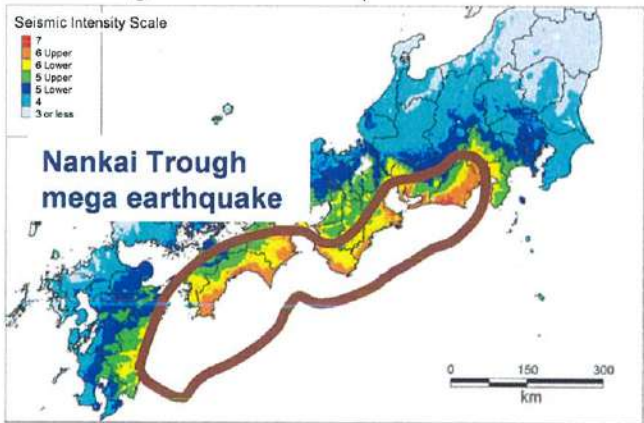 Seismic Intensity Scale
7
6 Upper
6 Lower
5 Upper
5 Lower
4
3 or less
Nankai Trough
mega earthquake
0 150 300
km